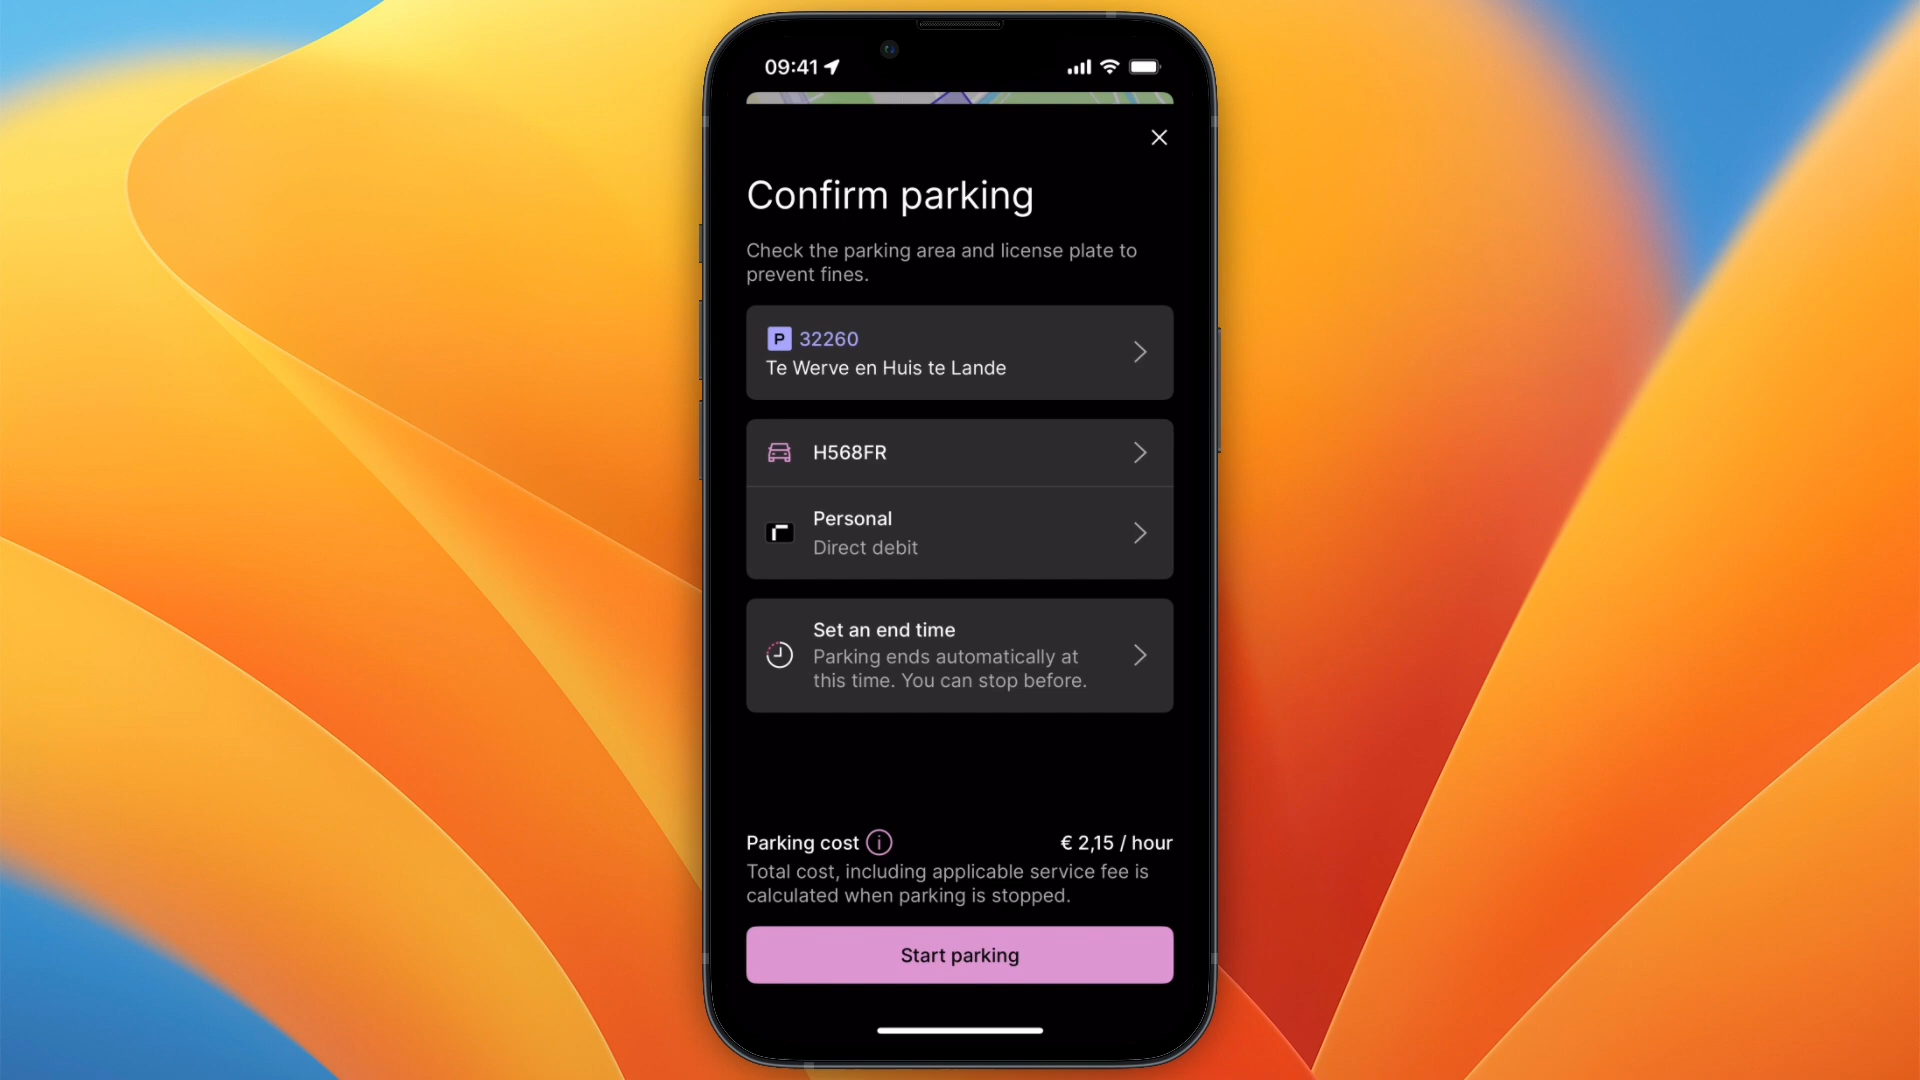 09:41
Confirm parking
Check the parking area and license plate to
prevent fines.
P 32260
Te Werve en Huis te Lande
H568FR
Personal
Direct debit
Set an end time
Parking ends automatically at
this time. You can stop before.
Parking cost i € 2,15 / hour
Total cost, including applicable service fee is
calculated when parking is stopped.
Start parking